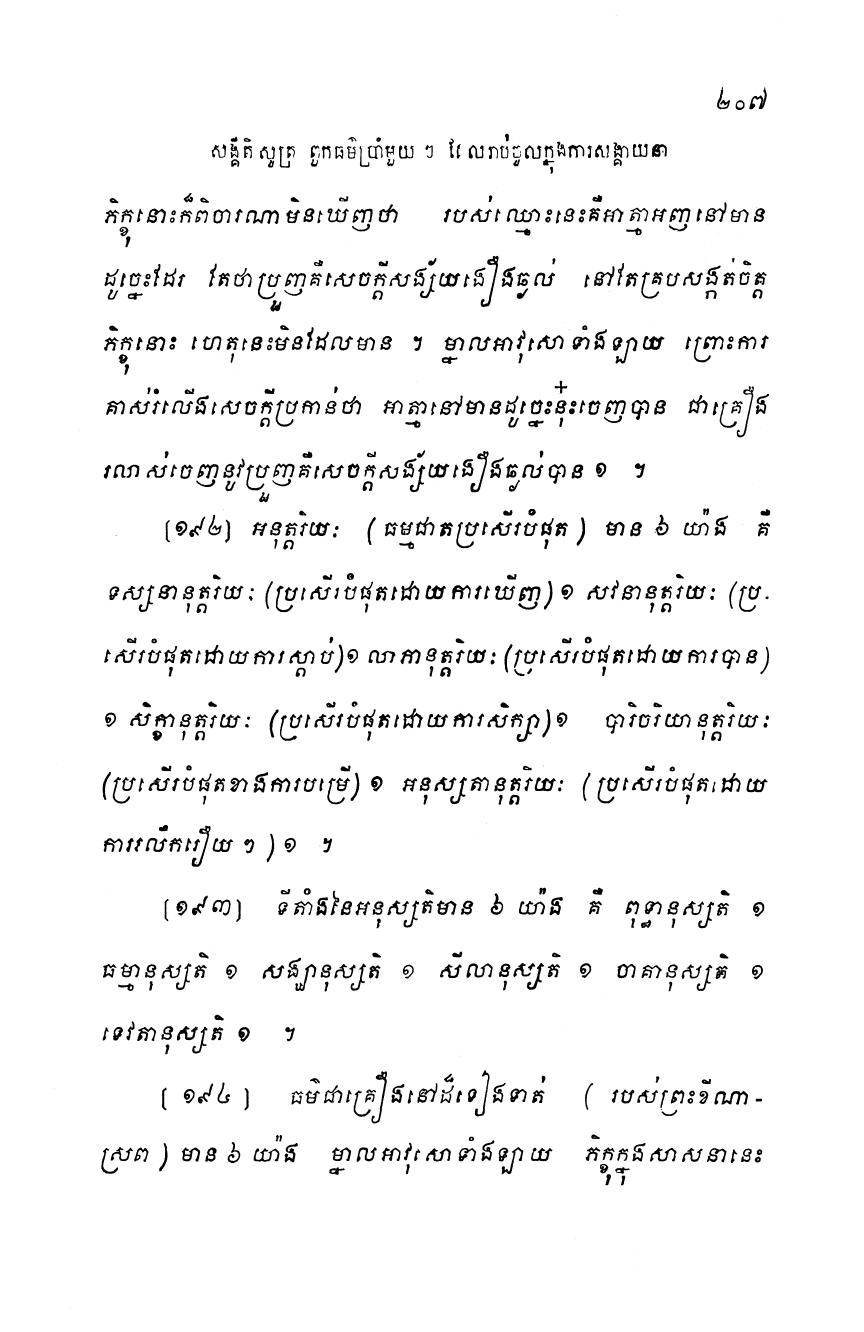 ២០៧
សង្គីតិសូត្រ ពួកធម៌ប្រាំមួយ ៗ ដែលរាប់ចូលក្នុងការសង្គាយនា
ភិក្ខុនោះក៏ពិចារណាមិនឃើញថា របស់ឈ្មោះនេះគឺអាត្មាអញនៅមាន
ដូច្នេះដែរ តែថាប្រួញគឺសេចក្តីសង្ស័យងឿងឆ្ងល់ នៅតែគ្របសង្កត់ចិត្ត
ភិក្ខុនោះ ហេតុនេះមិនដែលមាន ។ ម្នាលអាវុសោទាំងឡាយ ព្រោះការ
គាស់រំលើងសេចក្តីប្រកាន់ថា អាត្មានៅមានដូច្នេះនុ៎ះចេញបាន ជាគ្រឿង
រលាស់ចេញនូវប្រួញគឺសេចក្តីសង្ស័យងឿងឆ្ងល់បាន ១ ។
[១៩២] អនុត្តរិយៈ (ធម្មជាតប្រសើរបំផុត) មាន ៦ យ៉ាង គឺ
ទស្សនានុត្តរិយៈ (ប្រសើរបំផុតដោយការឃើញ) ១ សវនានុត្តរិយៈ (ប្រ-
សើរបំផុតដោយការស្តាប់) ១ លាភានុត្តរិយៈ (ប្រសើរបំផុតដោយការបាន)
១ សិក្ខានុត្តរិយៈ (ប្រសើរបំផុតដោយការសិក្សា) ១ បារិចរិយានុត្តរិយៈ
(ប្រសើរបំផុតខាងការបម្រើ) ១ អនុស្សតានុត្តរិយៈ (ប្រសើរបំផុតដោយ
ការរលឹករឿយ ៗ) ១ ។
[១៩៣] ទីតាំងនៃអនុស្សតិមាន ៦ យ៉ាង គឺ ពុទ្ធានុស្សតិ ១
ធម្មានុស្សតិ ១ សង្ឃានុស្សតិ ១ សីលានុស្សតិ ១ ចាគានុស្សតិ ១
ទេវតានុស្សតិ ១ ។
[១៩៤] ធម៌ជាគ្រឿងនៅដ៏ទៀងទាត់ (របស់ព្រះខីណា-
ស្រព) មាន ៦ យ៉ាង ម្នាលអាវុសោទាំងឡាយ ភិក្ខុក្នុងសាសនានេះ